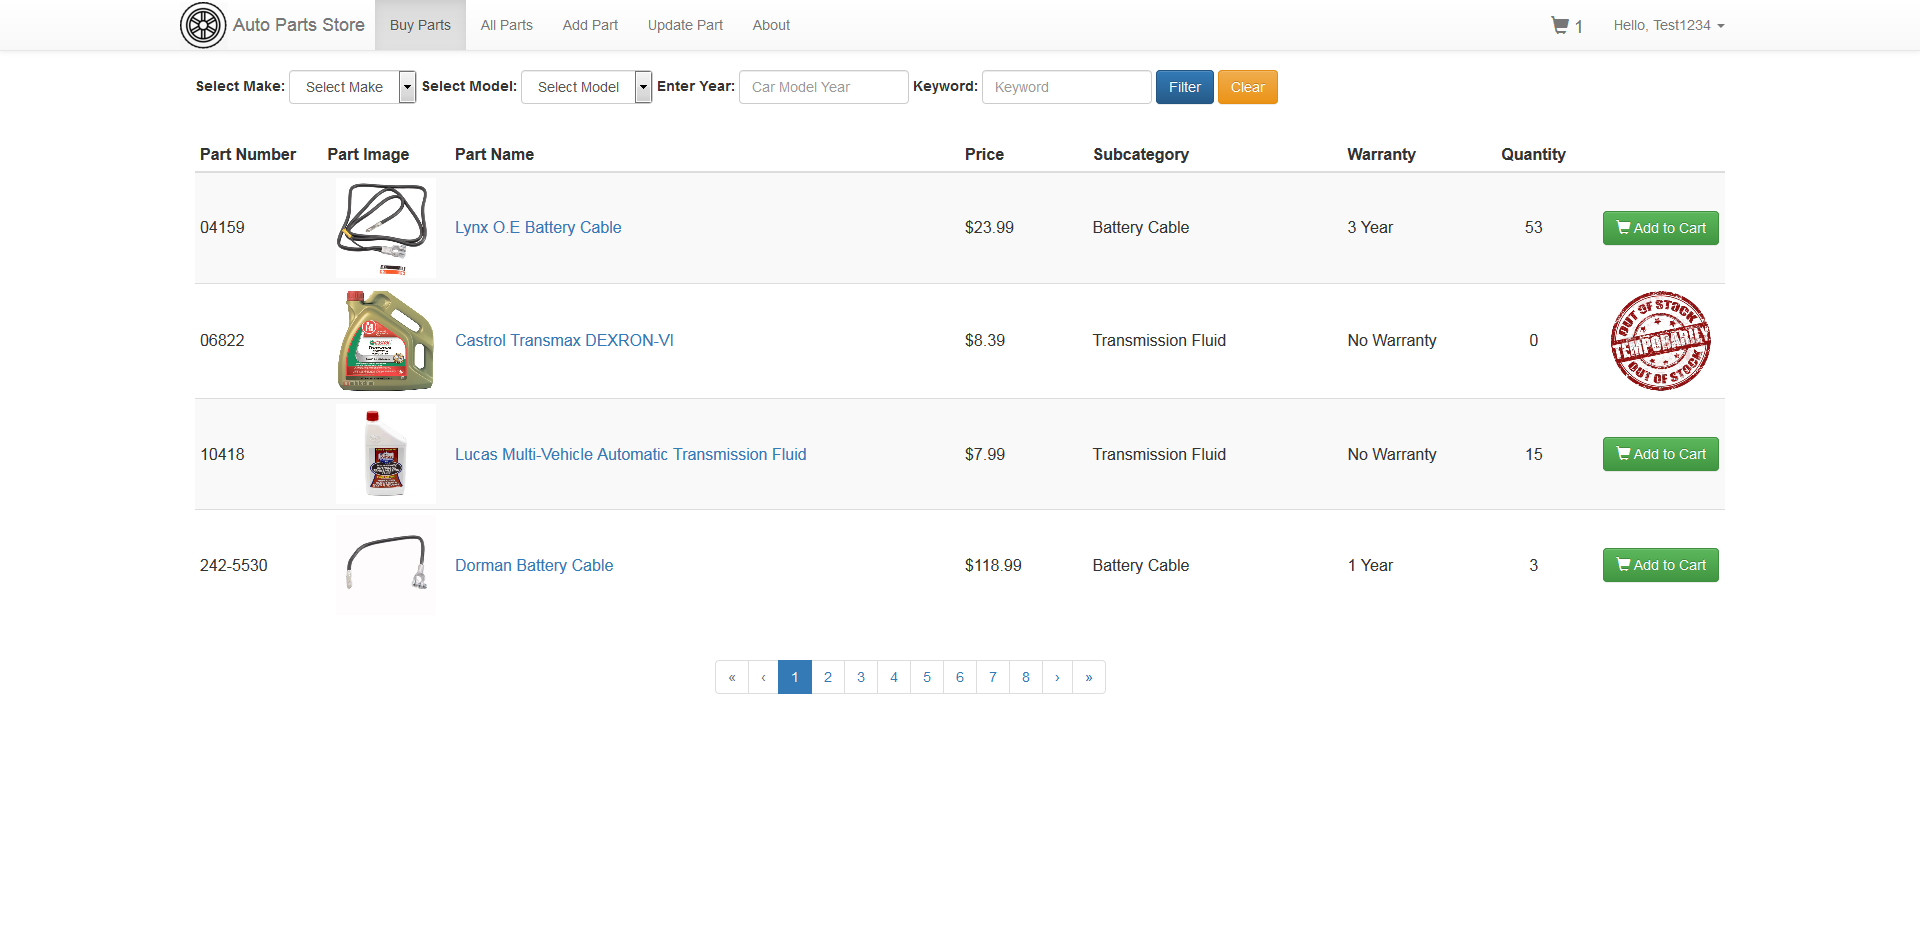 Auto Parts Store Buy Parts All Parts Add Part Update Part About 1 Hello, Test1234
Select Make: Select Make Select Model: Select Model Enter Year: Car Model Year Keyword: Keyword Filter Clear
Part Number Part Image Part Name Price Subcategory Warranty Quantity
04159 Lynx O.E Battery Cable $23.99 Battery Cable 3 Year 53 Add to Cart
06822 Castrol Transmax DEXRON-VI $8.39 Transmission Fluid No Warranty 0
OUT OF STOCK
TEMPORARILY
OUT OF STOCK
10418 Lucas Multi-Vehicle Automatic Transmission Fluid $7.99 Transmission Fluid No Warranty 15 Add to Cart
242-5530 Dorman Battery Cable $118.99 Battery Cable 1 Year 3 Add to Cart
« ‹ 1 2 3 4 5 6 7 8 › »